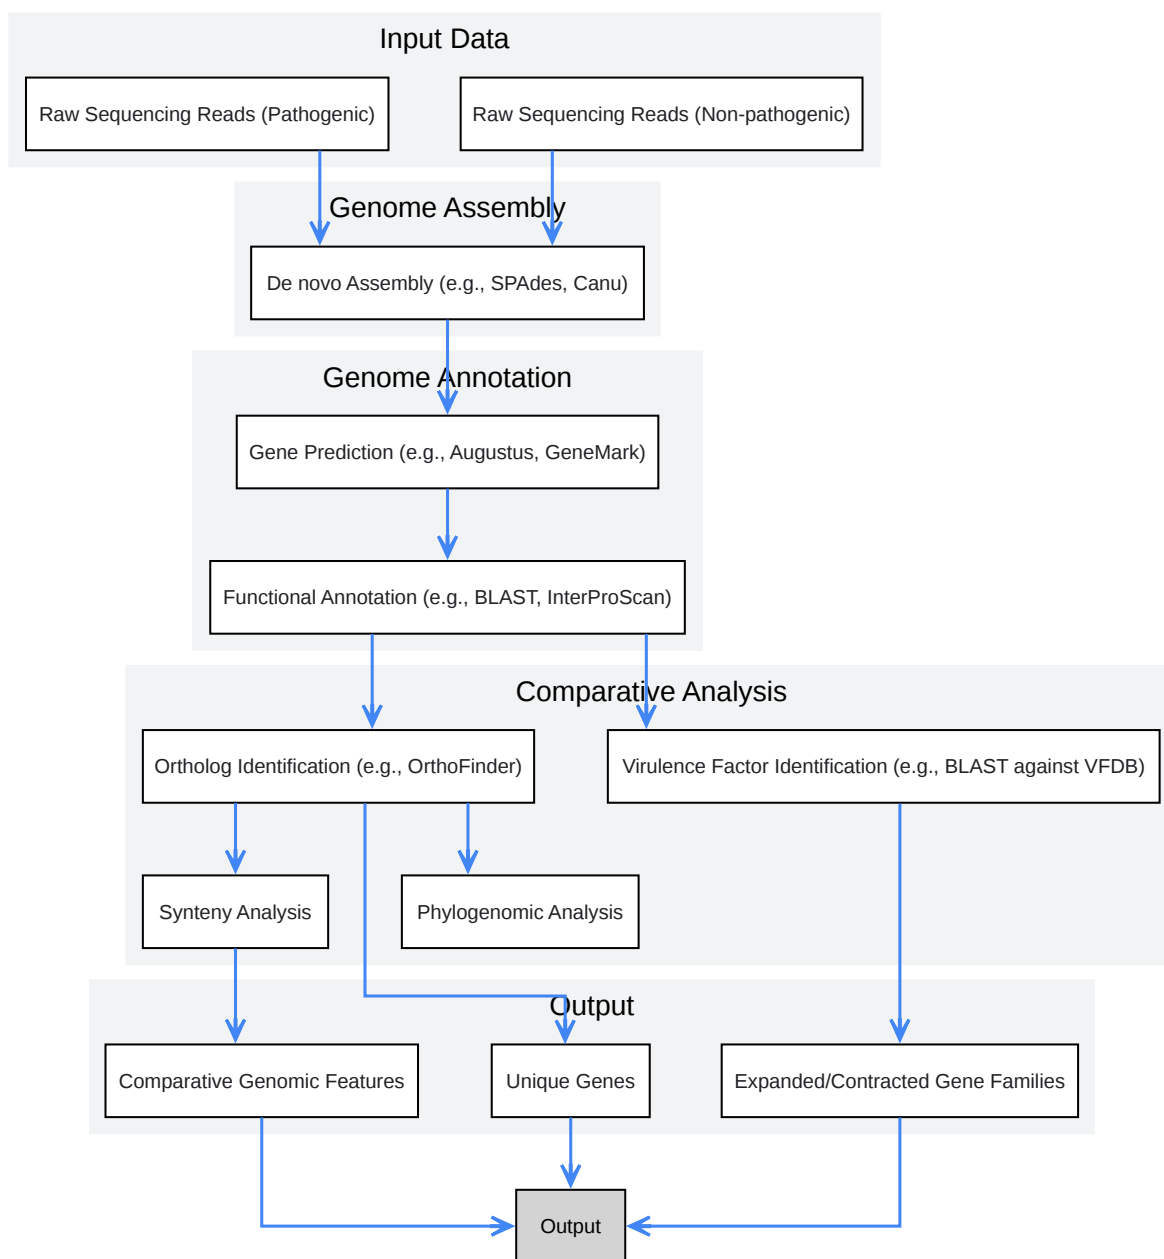 Input Data
Raw Sequencing Reads (Pathogenic)
Raw Sequencing Reads (Non-pathogenic)
Genome Assembly
De novo Assembly (e.g., SPAdes, Canu)
Genome Annotation
Gene Prediction (e.g., Augustus, GeneMark)
Functional Annotation (e.g., BLAST, InterProScan)
Comparative Analysis
Ortholog Identification (e.g., OrthoFinder)
Virulence Factor Identification (e.g., BLAST against VFDB)
Synteny Analysis
Phylogenomic Analysis
Output
Comparative Genomic Features
Unique Genes
Expanded/Contracted Gene Families
Output